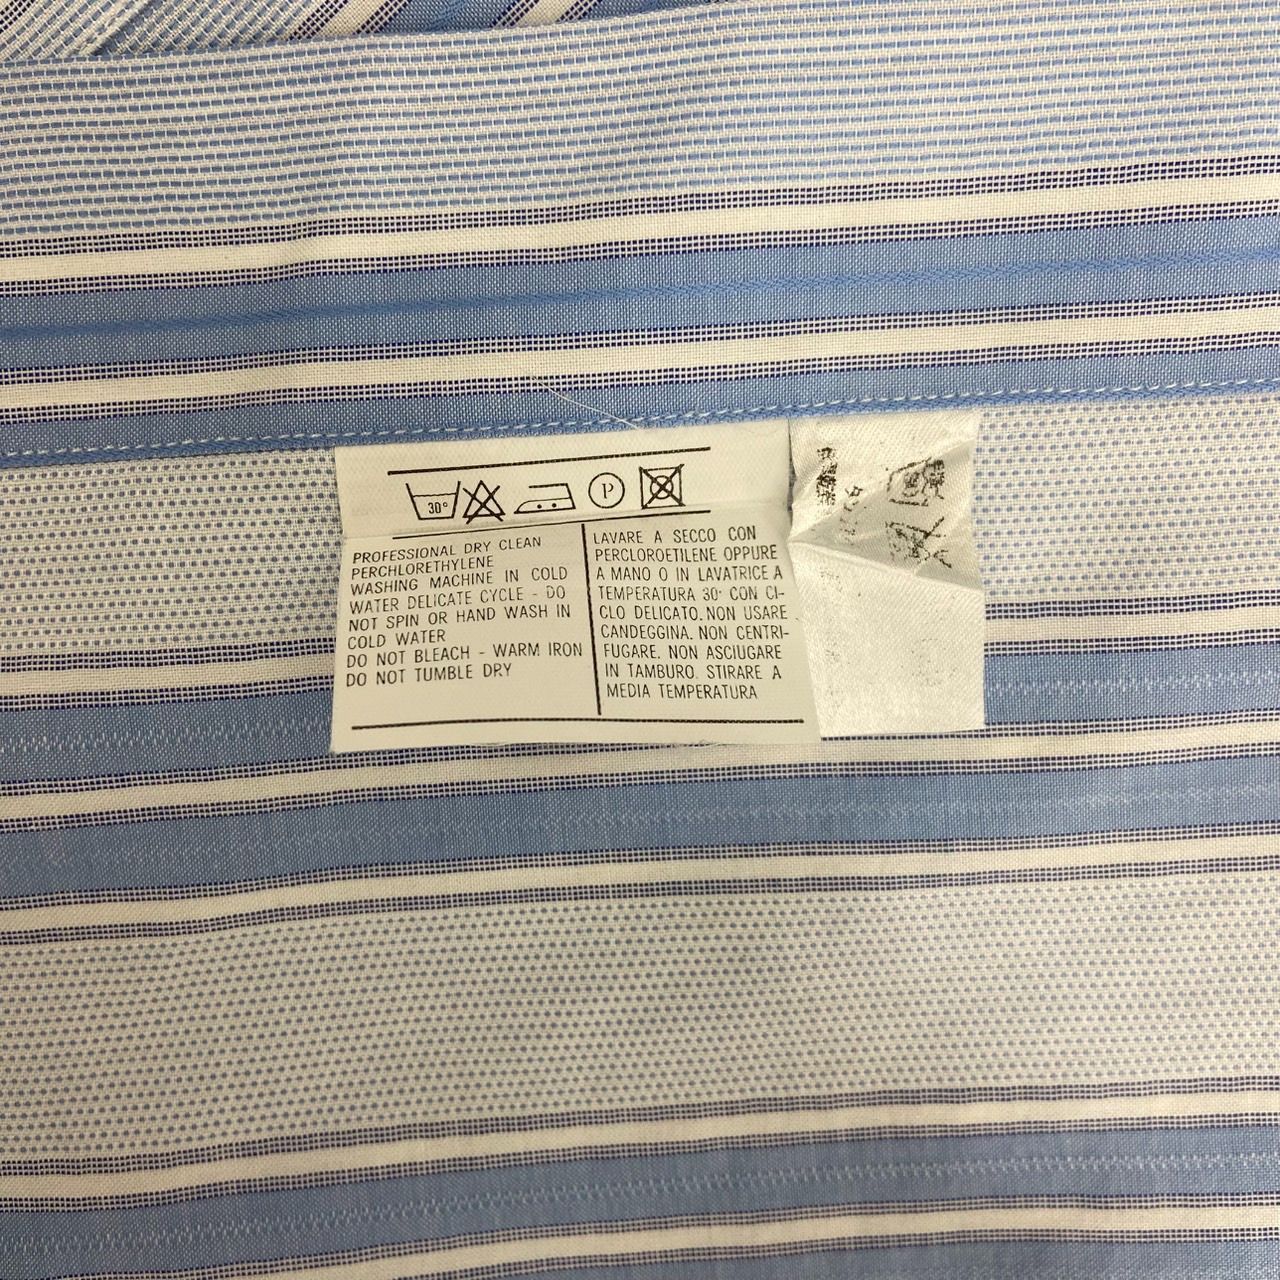 30°
P
PROFESSIONAL DRY CLEAN
PERCHLORETHYLENE
WASHING MACHINE IN COLD
WATER DELICATE CYCLE - DO
NOT SPIN OR HAND WASH IN
COLD WATER
DO NOT BLEACH - WARM IRON
DO NOT TUMBLE DRY
LAVARE A SECCO CON
PERCLOROETILENE OPPURE
A MANO O IN LAVATRICE A
TEMPERATURA 30° CON CI-
CLO DELICATO. NON USARE
CANDEGGINA. NON CENTRI-
FUGARE. NON ASCIUGARE
IN TAMBURO. STIRARE A
MEDIA TEMPERATURA